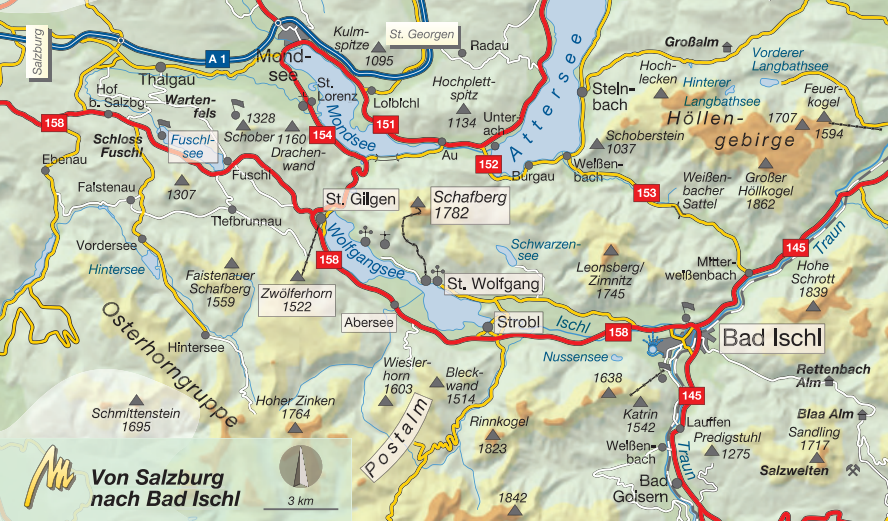 Salzburg
A 1
Kulm-
spitze
1095
St. Georgen
Radau
Großalm
Mond-
see
Thalgau
St.
Lorenz
Loibichl
Hochplett-
spitz
1134
Unter-
ach
Attersee
Stein-
bach
Hoch-
lecken
Vorderer
Langbathsee
Hinterer
Langbathsee
Feuer-
kogel
1594
1707
Höllen-
gebirge
Hof
b. Salzbg.
Warten-
fels
1328
Schober
1160
Drachen-
wand
154
Mondsee
151
Au
152
Burgau
Schoberstein
1037
Weißen-
bach
158
Schloss
Fuschl
Fuschl-
see
Fuschl
Ebenau
Faistenau
1307
Tiefbrunnau
St. Gilgen
Schafberg
1782
153
Weißen-
bacher
Sattel
Großer
Höllkogel
1862
145
Traun
Vordersee
Hintersee
Faistenauer
Schafberg
1559
Zwölferhorn
1522
158
Wolfgangsee
St. Wolfgang
Schwarzen-
see
Leonsberg/
Zimnitz
1745
Mitter-
weißenbach
Hohe
Schrott
1839
Osterhorngruppe
Hintersee
Abersee
Strobl
Ischl
158
Bad Ischl
Nussensee
Wiesler-
horn
1603
Bleck-
wand
1514
1638
Katrin
1542
145
Rettenbach
Alm
Blaa Alm
Schmittenstein
1695
Hoher Zinken
1764
Postalm
Rinnkogel
1823
Lauffen
Predigstuhl
1275
Sandling
1717
Salzwelten
Weißen-
bach
Traun
Bad
Goisern
1842
Von Salzburg
nach Bad Ischl
3 km